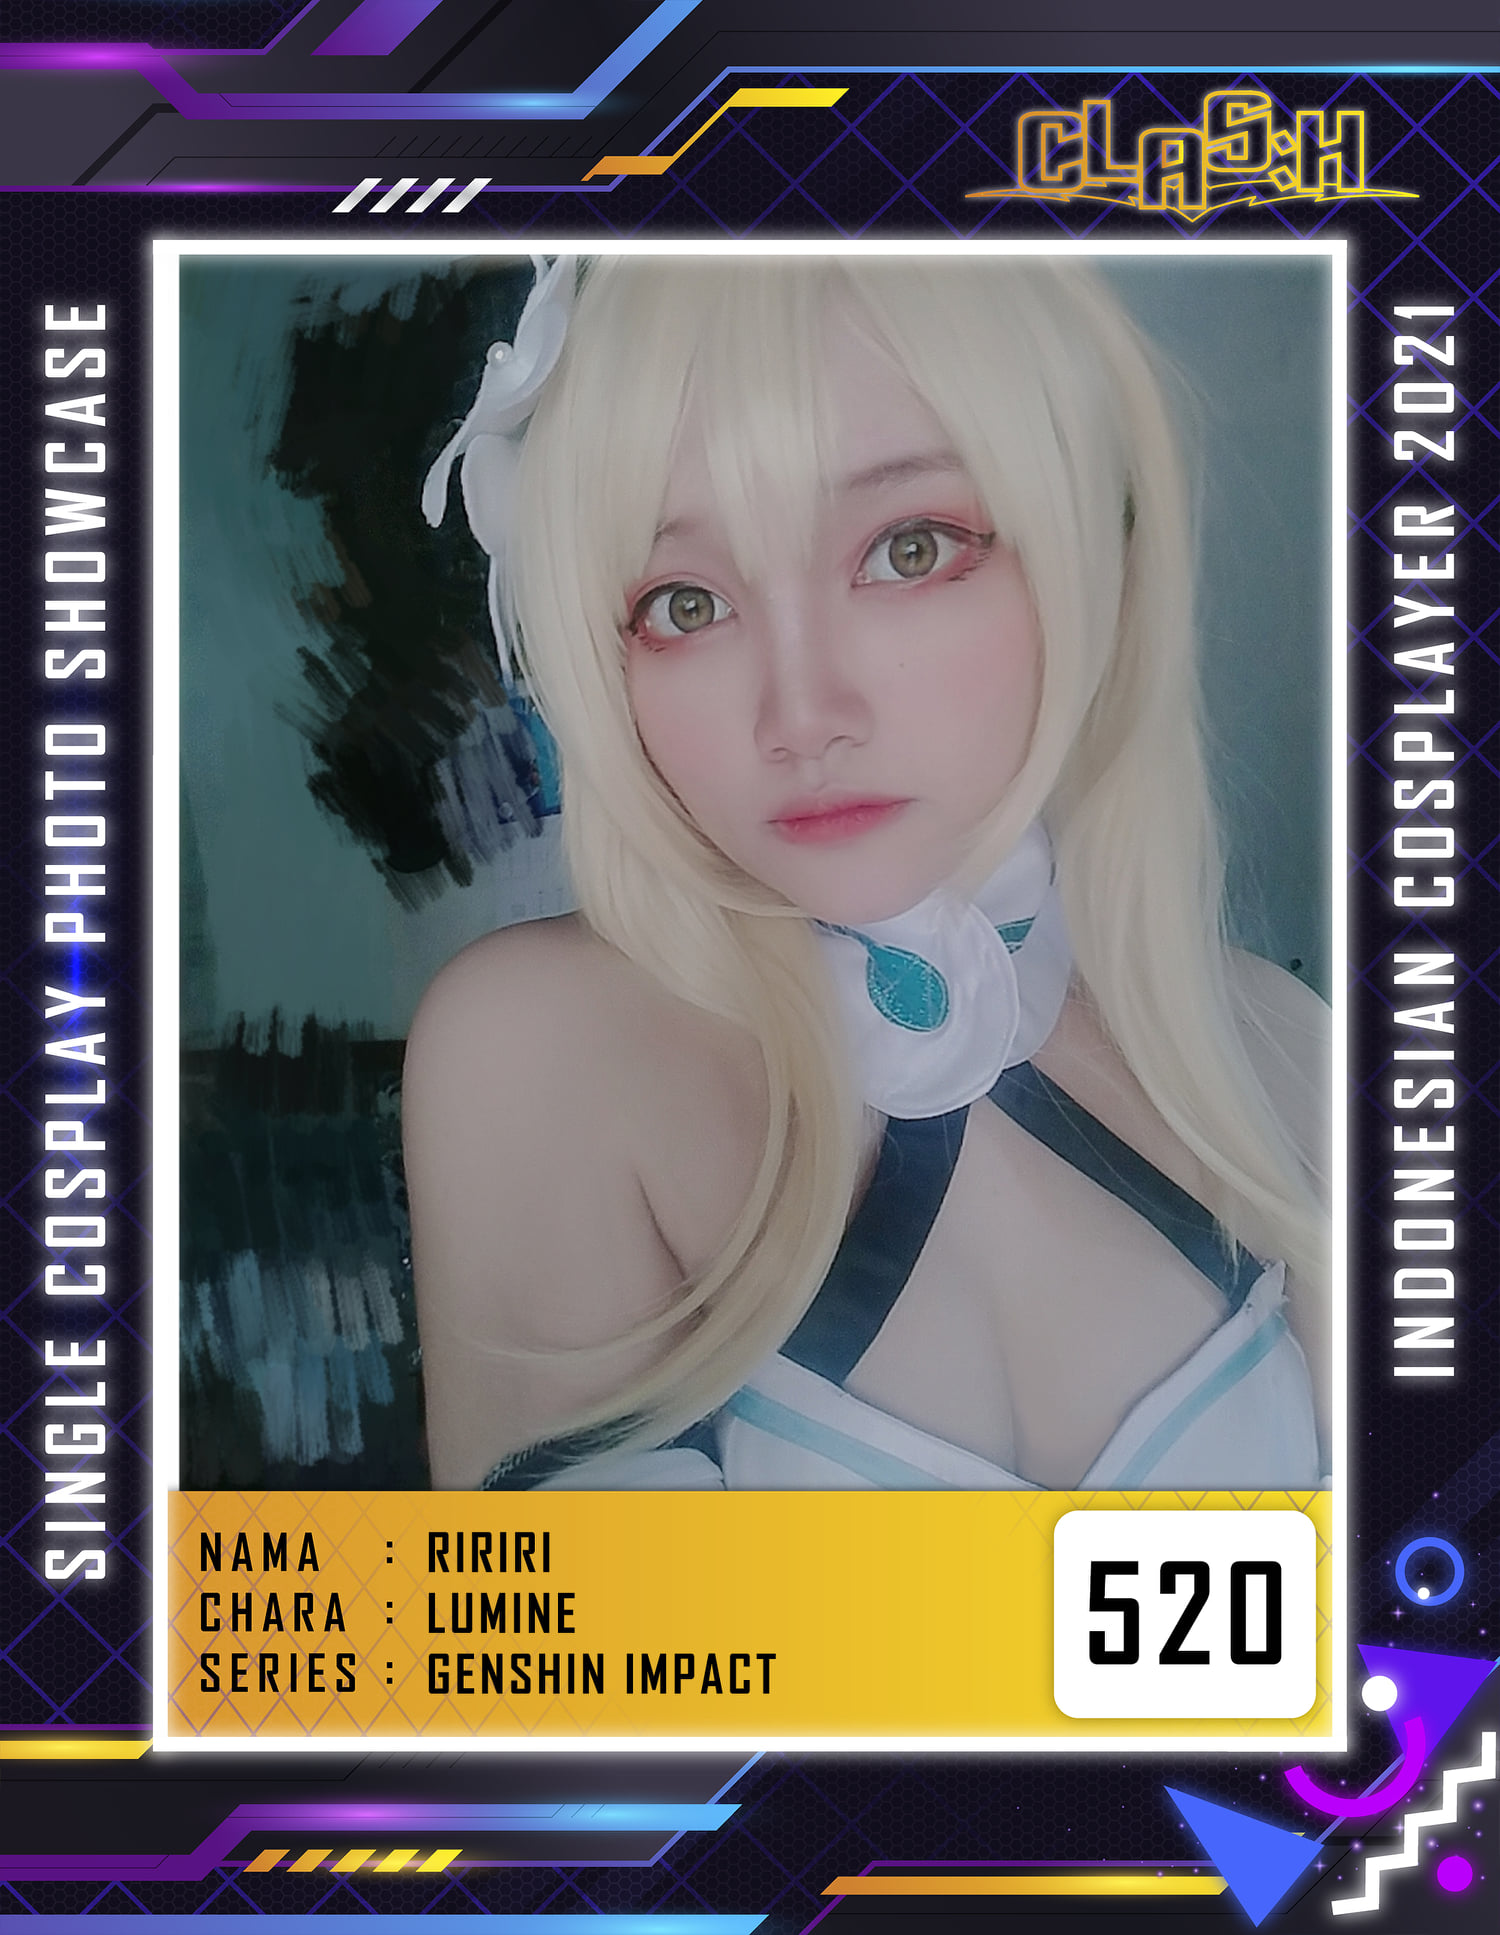 CLAS:H
SINGLE COSPLAY PHOTO SHOWCASE
INDONESIAN COSPLAYER 2021
NAMA : RIRIRI
CHARA : LUMINE
SERIES : GENSHIN IMPACT
520